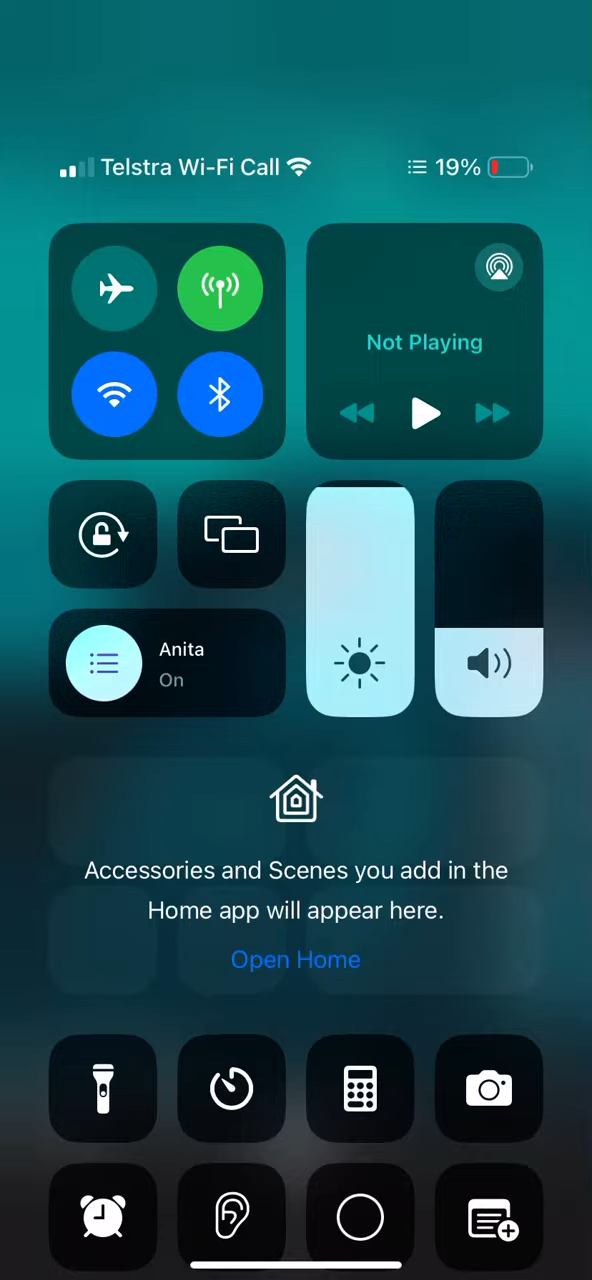 Telstra Wi-Fi Call 19%
Not Playing
Anita
On
Accessories and Scenes you add in the
Home app will appear here.
Open Home